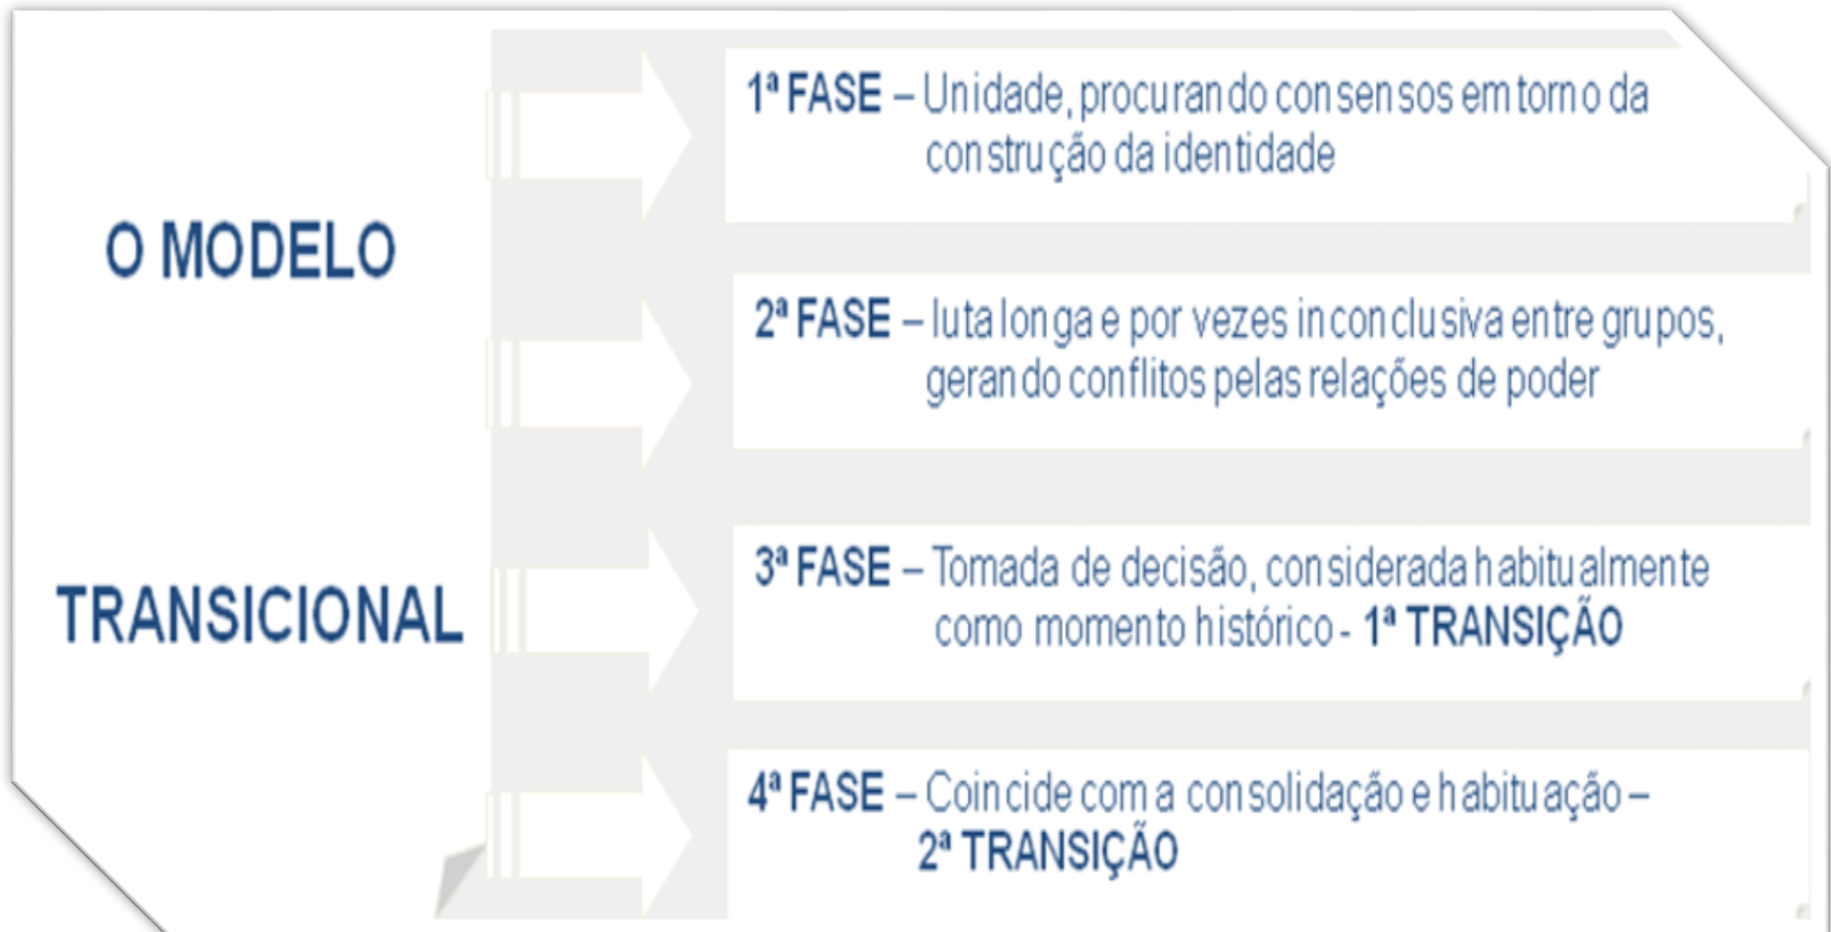 O MODELO
TRANSICIONAL
1ª FASE – Unidade, procurando consensos em torno da
construção da identidade
2ª FASE – luta longa e por vezes inconclusiva entre grupos,
gerando conflitos pelas relações de poder
3ª FASE – Tomada de decisão, considerada habitualmente
como momento histórico - 1ª TRANSIÇÃO
4ª FASE – Coincide com a consolidação e habituação –
2ª TRANSIÇÃO